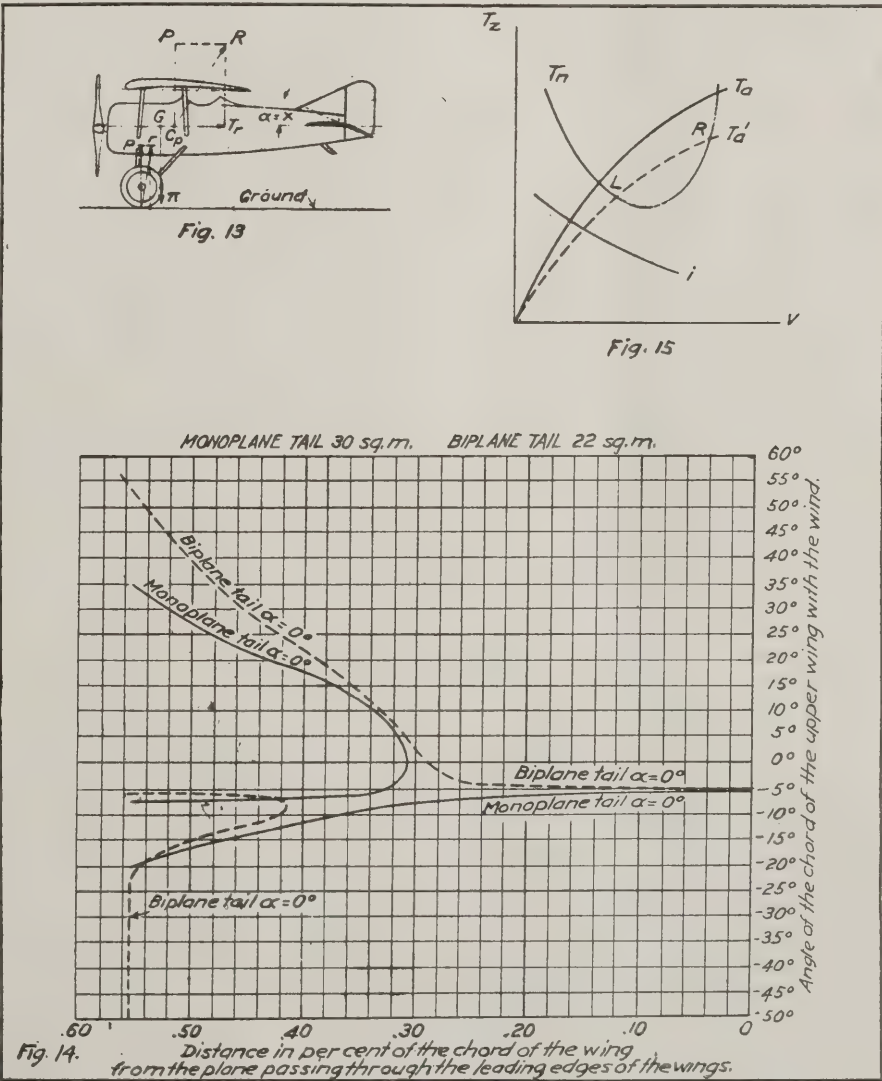 P R
G
Cp
Tr
α=x
P r
π
Ground
Fig. 13
Tz
Tn
Ta
R
Ta'
L
i
V
Fig. 15
MONOPLANE TAIL 30 sq.m. BIPLANE TAIL 22 sq.m.
Biplane tail α=0°
Monoplane tail α=0°
Biplane tail α=0°
Monoplane tail α=0°
Biplane tail α=0°
60°
55°
50°
45°
40°
35°
30°
25°
20°
15°
10°
5°
0°
-5°
-10°
-15°
-20°
-25°
-30°
-35°
-40°
-45°
-50°
Angle of the chord of the upper wing with the wind.
.60 .50 .40 .30 .20 .10 0
Fig. 14.
Distance in per cent of the chord of the wing
from the plane passing through the leading edges of the wings.